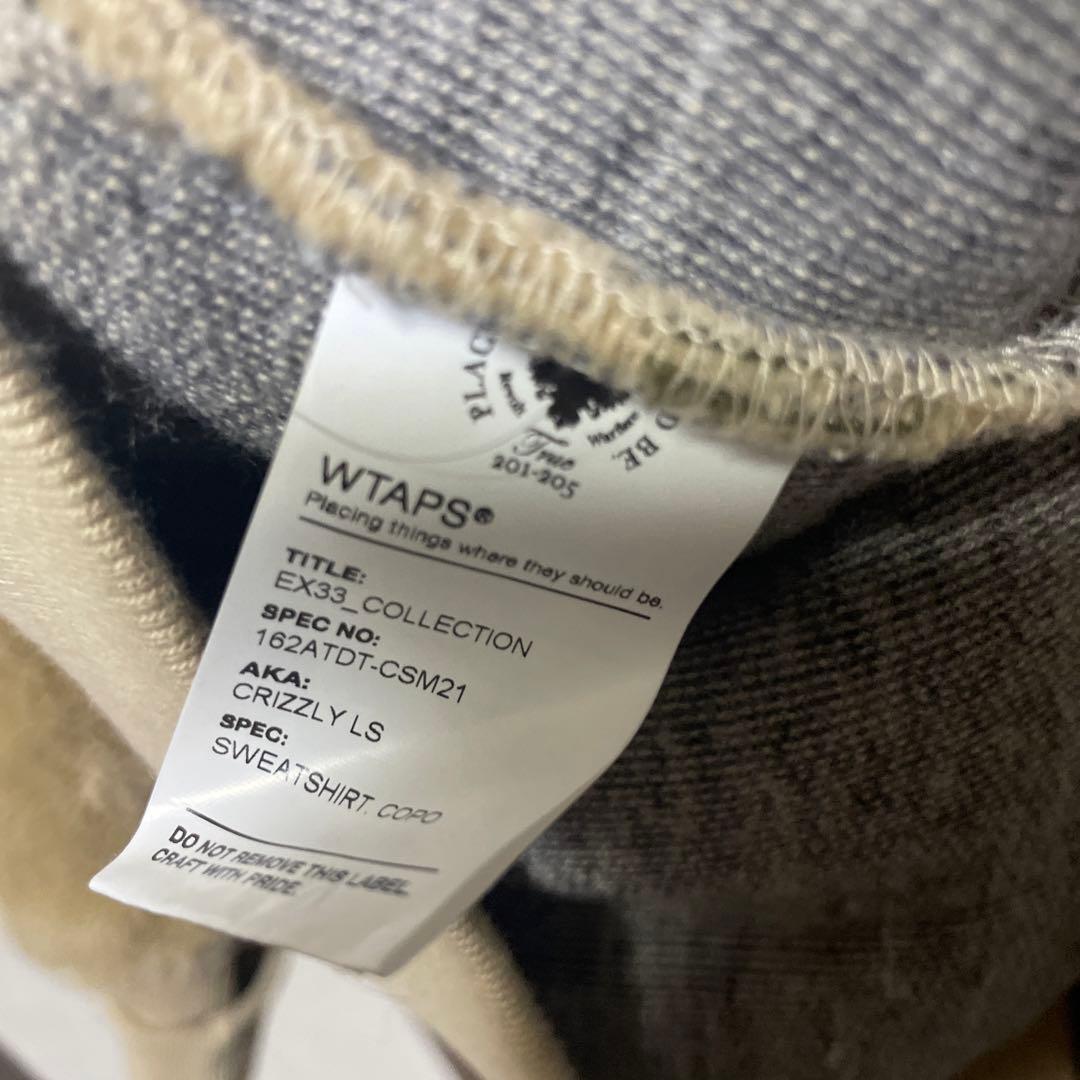 PLAC
D BE.
True
201-205
WTAPS®
Placing things where they should be.
TITLE:
EX33_COLLECTION
SPEC NO:
162ATDT-CSM21
AKA:
CRIZZLY LS
SPEC:
SWEATSHIRT. COPO
DO NOT REMOVE THIS LABEL.
CRAFT WITH PRIDE.